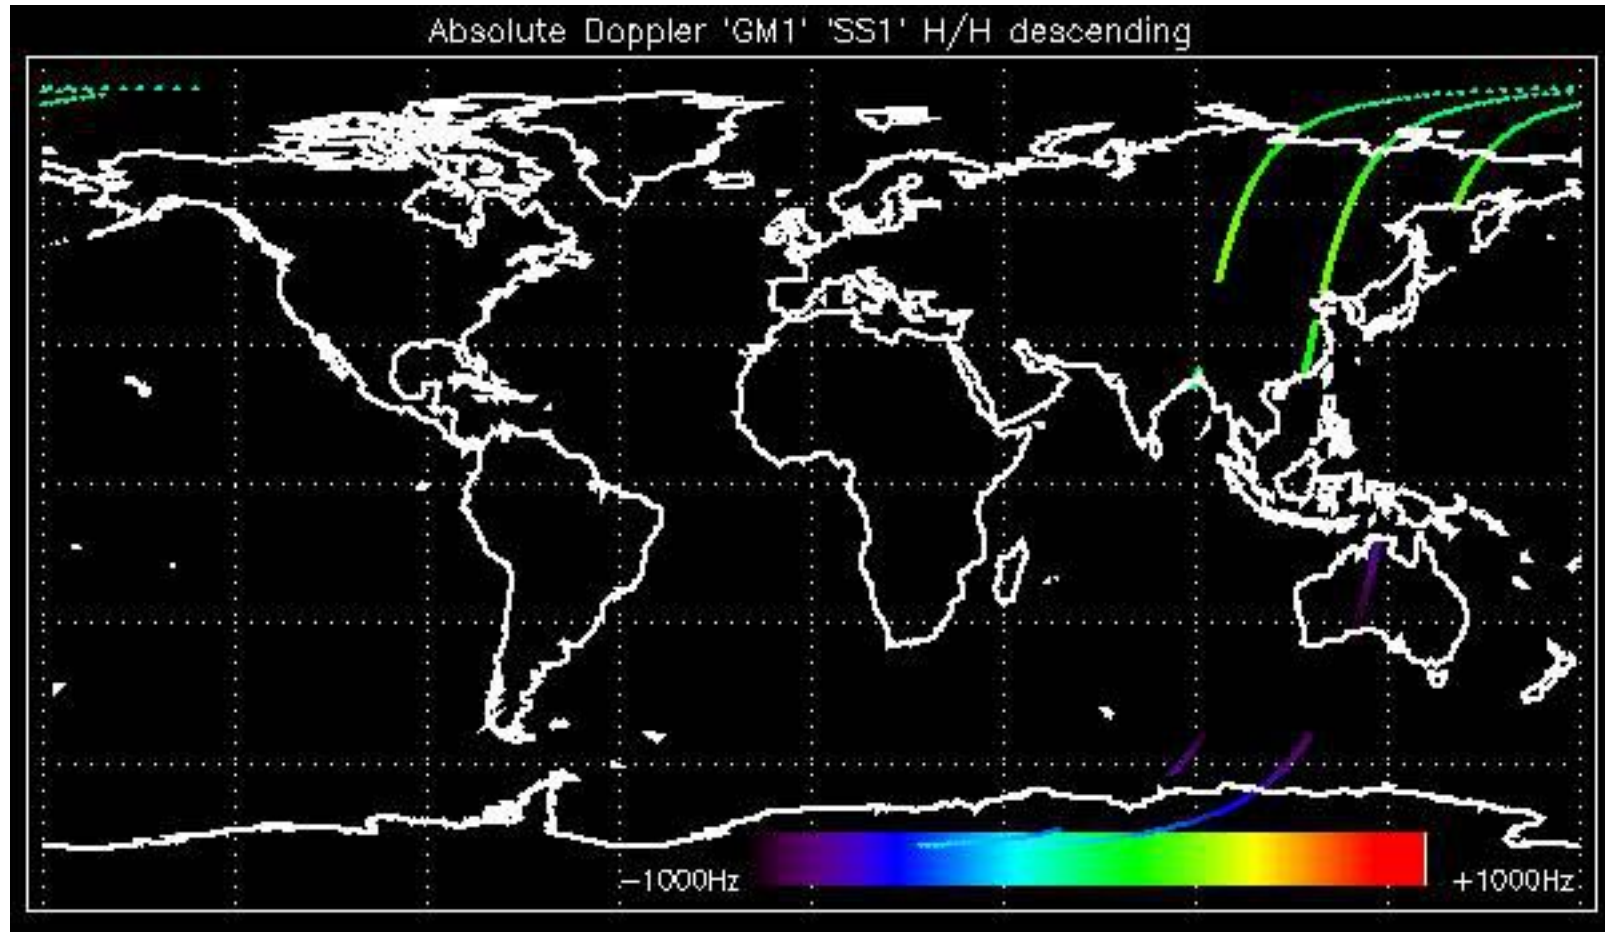 Absolute Doppler 'GM1' 'SS1' H/H descending
−1000Hz
+1000Hz